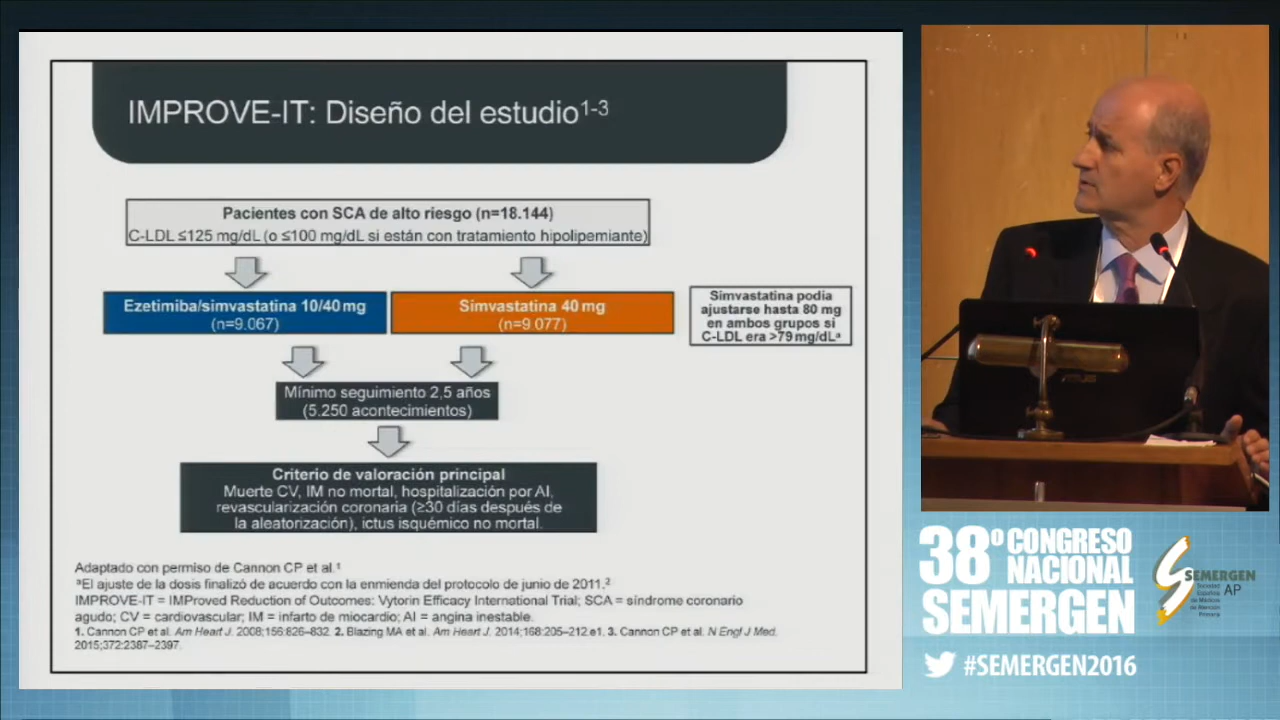 IMPROVE-IT: Diseño del estudio1-3
Pacientes con SCA de alto riesgo (n=18.144)
C-LDL ≤125 mg/dL (o ≤100 mg/dL si están con tratamiento hipolipemiante)
Ezetimiba/simvastatina 10/40 mg
(n=9.067)
Simvastatina 40 mg
(n=9.077)
Simvastatina podía
ajustarse hasta 80 mg
en ambos grupos si
C-LDL era >79 mg/dLa
Mínimo seguimiento 2,5 años
(5.250 acontecimientos)
Criterio de valoración principal
Muerte CV, IM no mortal, hospitalización por AI,
revascularización coronaria (≥30 días después de
la aleatorización), ictus isquémico no mortal.
Adaptado con permiso de Cannon CP et al.1
aEl ajuste de la dosis finalizó de acuerdo con la enmienda del protocolo de junio de 2011.2
IMPROVE-IT = IMProved Reduction of Outcomes: Vytorin Efficacy International Trial; SCA = síndrome coronario
agudo; CV = cardiovascular; IM = infarto de miocardio; AI = angina inestable.
1. Cannon CP et al. Am Heart J. 2008;156:826–832. 2. Blazing MA et al. Am Heart J. 2014;168:205–212.e1. 3. Cannon CP et al. N Engl J Med.
2015;372:2387–2397.
38º CONGRESO
NACIONAL
SEMERGEN
#SEMERGEN2016
SEMERGEN
AP
Sociedad
Española
de Médicos
de Atención
Primaria